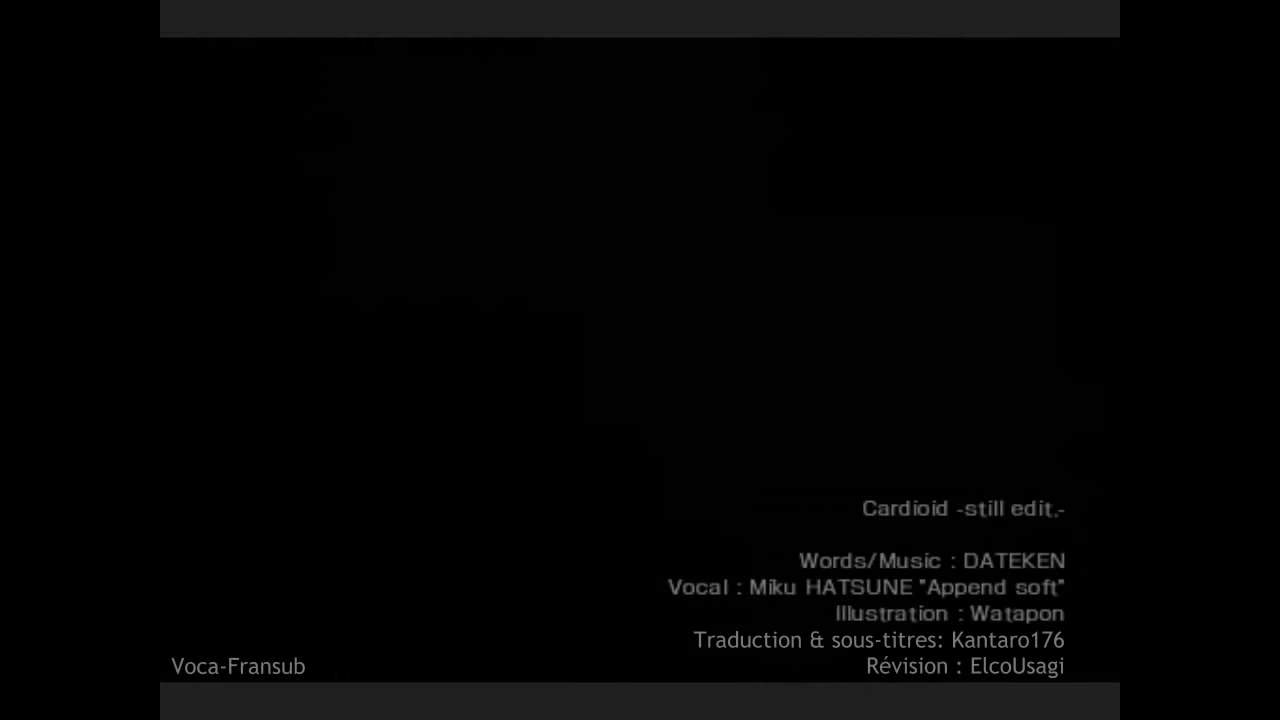 Cardioid -still edit.-
Words/Music : DATEKEN
Vocal : Miku HATSUNE "Append soft"
Illustration : Watapon
Traduction & sous-titres: Kantaro176
Voca-Fransub
Révision : ElcoUsagi